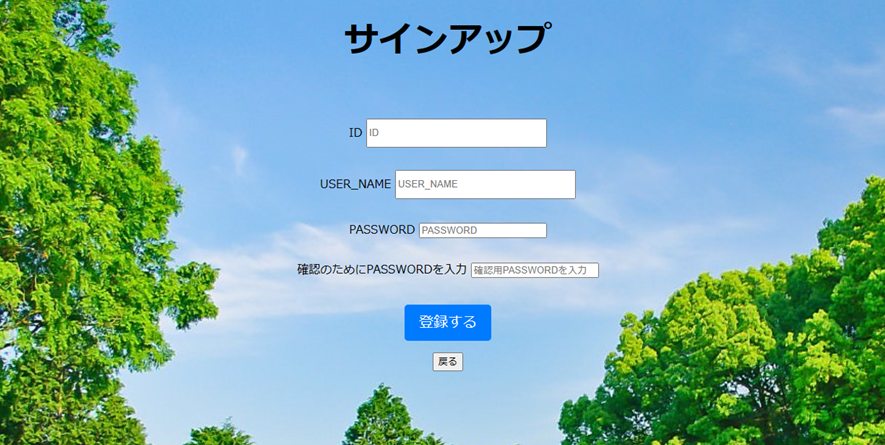 サインアップ
ID ID
USER_NAME USER_NAME
PASSWORD PASSWORD
確認のためにPASSWORDを入力 確認用PASSWORDを入力
登録する
戻る